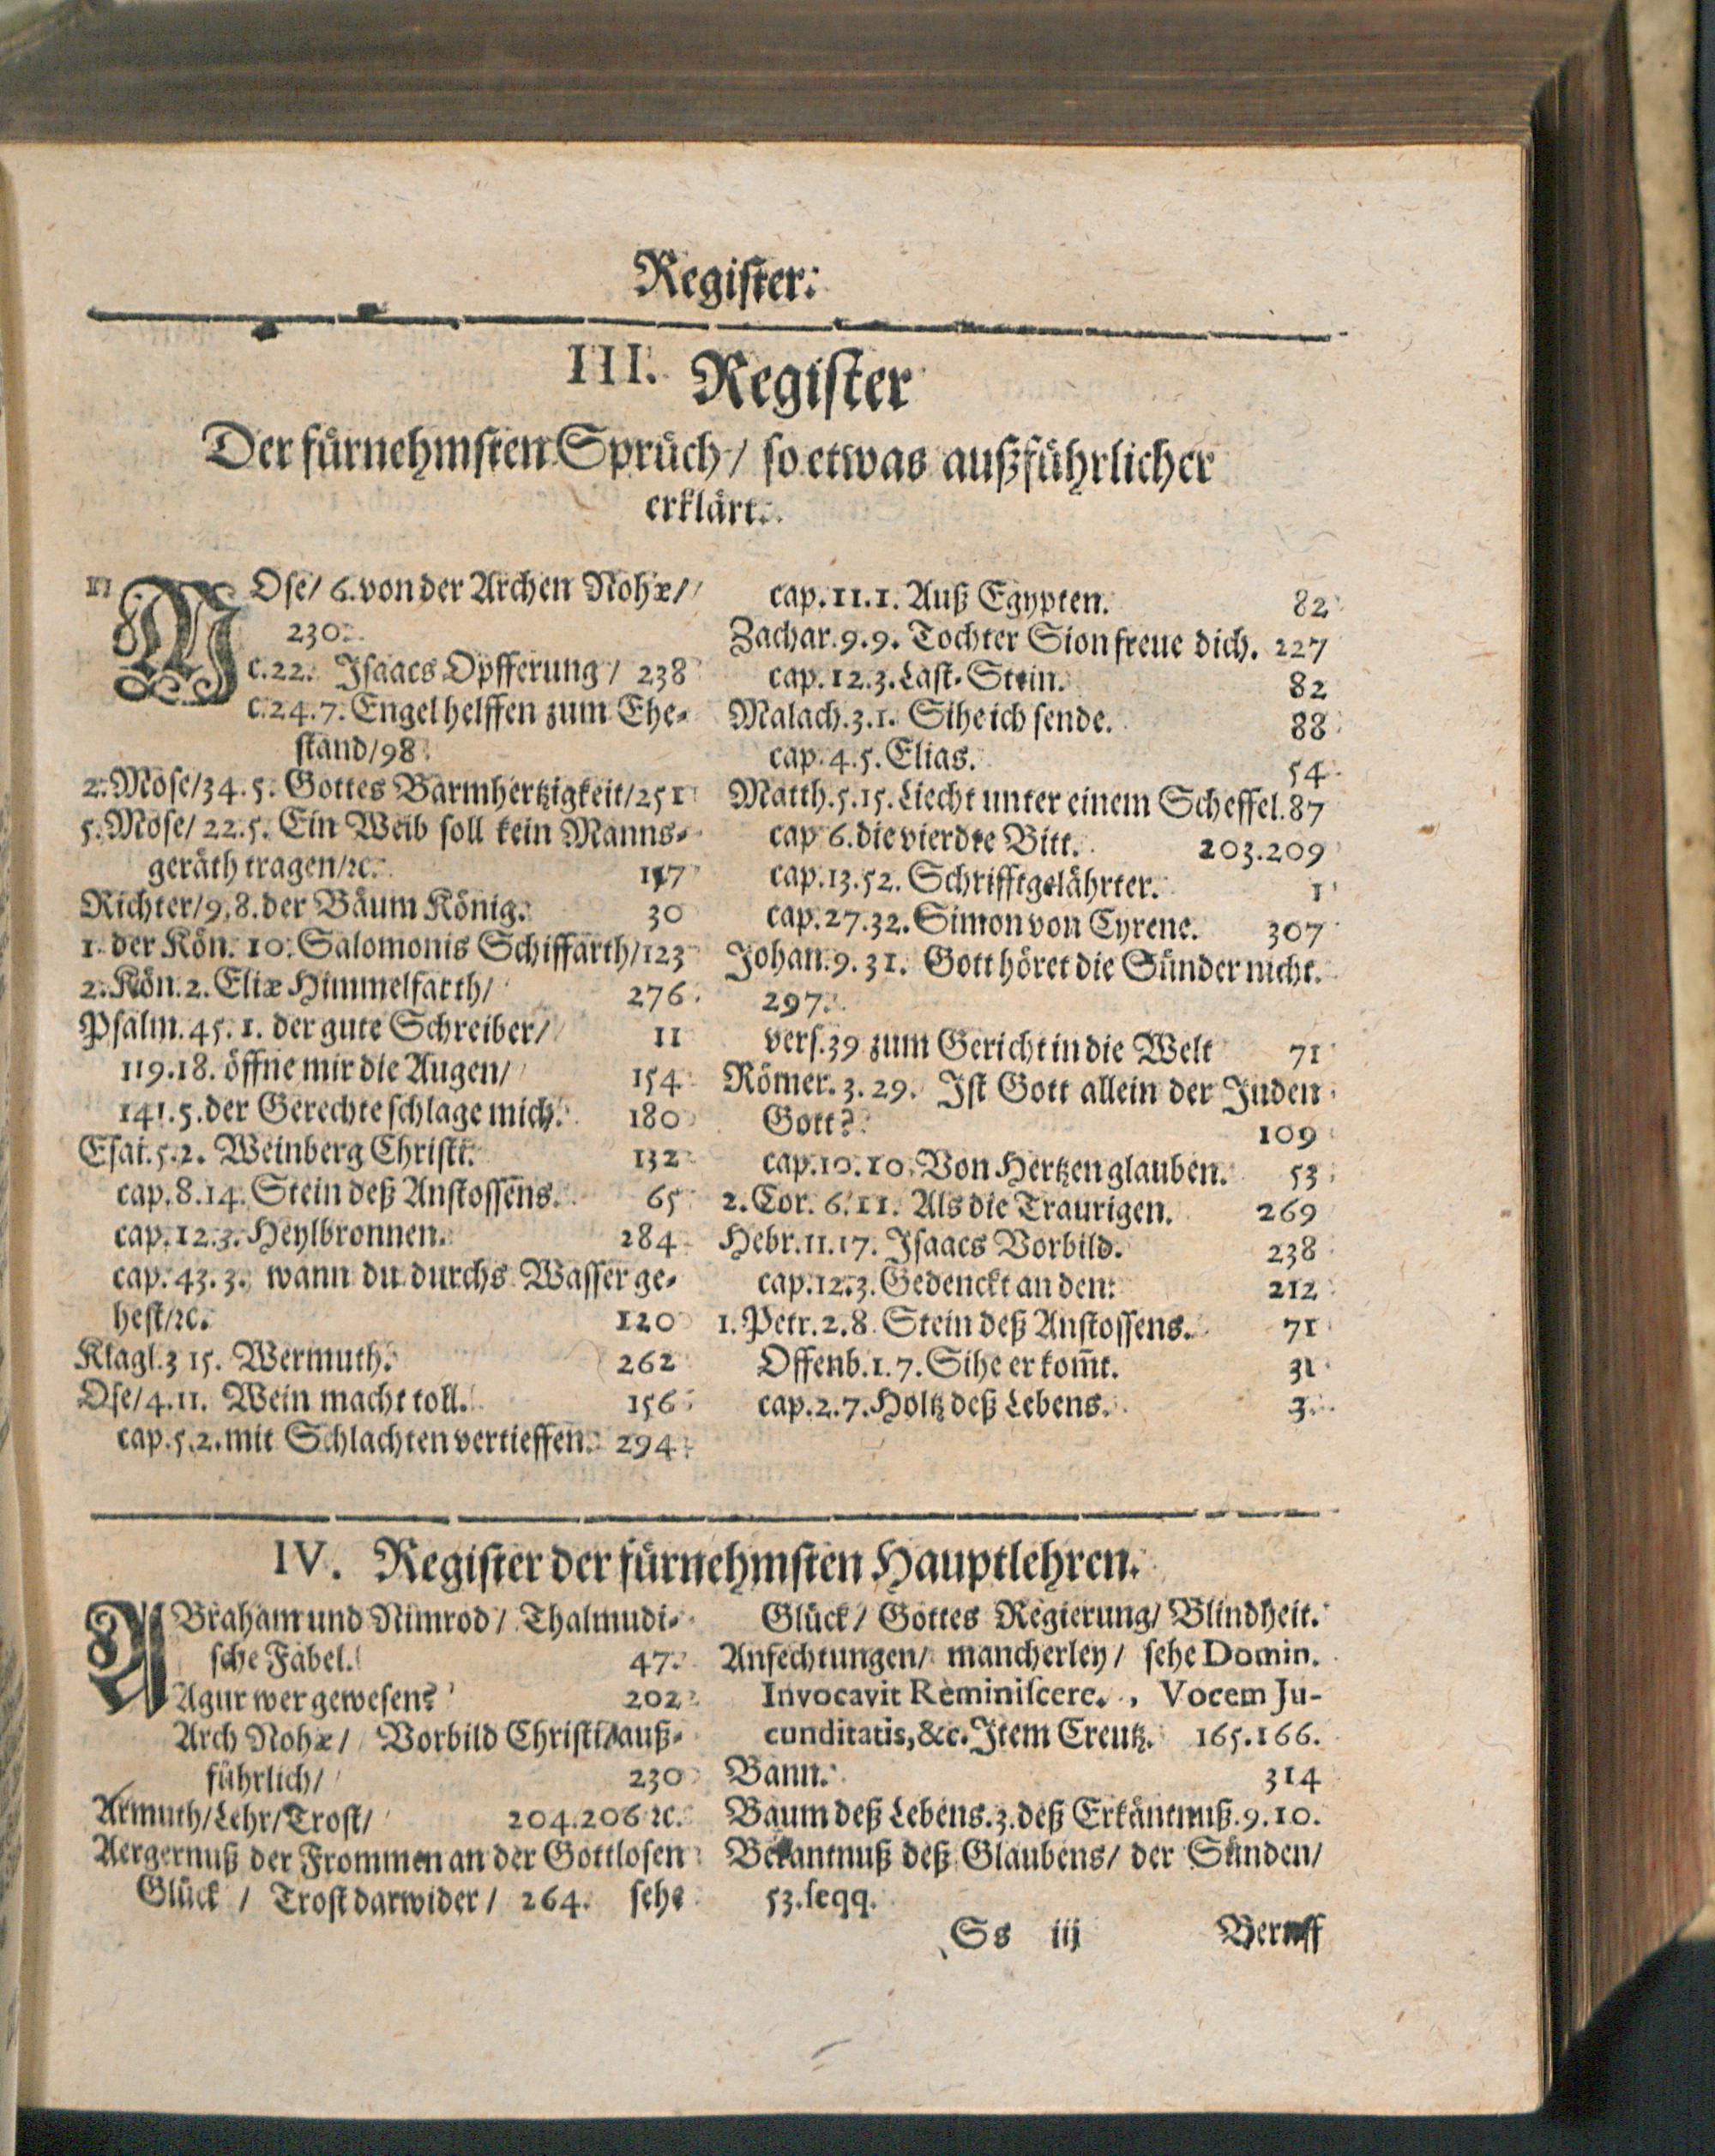 Register.
III. Register
Der fürnehmsten Sprüch / so etwas außführlicher
erklärt.
1. MOse / 6. von der Archen Nohæ /
230.
c. 22. Isaacs Opfferung / 238
c. 24. 7. Engel helffen zum Ehe-
stand / 98.
2. Mose / 34. 5. Gottes Barmhertzigkeit / 251
5. Mose / 22. 5. Ein Weib soll kein Manns-
geräth tragen / ꝛc. 117
Richter / 9, 8. der Bäum König. 30
1. der Kön. 10. Salomonis Schiffarth / 123
2. Kön. 2. Eliæ Himmelfarth / 276.
Psalm. 45. 1. der gute Schreiber / 11
119. 18. öffne mir die Augen / 154
141. 5. der Gerechte schlage mich. 180
Esai. 5. 2. Weinberg Christi. 132
cap. 8. 14. Stein deß Anstossens. 65
cap. 12. 3. Heylbronnen. 284
cap. 43. 3. wann du durchs Wasser ge-
hest / ꝛc. 120
Klagl. 3 15. Wermuth. 262
Ose / 4. 11. Wein macht toll. 156
cap. 5. 2. mit Schlachten vertieffen. 294
cap. 11. 1. Auß Egypten. 82
Zachar. 9. 9. Tochter Sion freue dich. 227
cap. 12. 3. Last-Stein. 82
Malach. 3. 1. Sihe ich sende. 88
cap. 4. 5. Elias. 54
Matth. 5. 15. Liecht unter einem Scheffel. 87
cap 6. die vierdte Bitt. 203. 209
cap. 13. 52. Schrifftgelährter. 1
cap. 27. 32. Simon von Cyrene. 307
Johan. 9. 31. Gott höret die Sünder nicht.
297.
vers. 39 zum Gericht in die Welt 71
Römer. 3. 29. Ist Gott allein der Juden
Gott? 109
cap. 10. 10. Von Hertzen glauben. 53
2. Cor. 6. 11. Als die Traurigen. 269
Hebr. 11. 17. Isaacs Vorbild. 238
cap. 12. 3. Gedenckt an den: 212
1. Petr. 2. 8. Stein deß Anstossens. 71
Offenb. 1. 7. Sihe er kom̄t. 31
cap. 2. 7. Holtz deß Lebens. 3.
IV. Register der fürnehmsten Hauptlehren.
ABraham und Nimrod / Thalmudi-
sche Fabel. 47.
Agur wer gewesen? 202
Arch Nohæ / Vorbild Christi / auß-
führlich / 230
Armuth / Lehr / Trost / 204. 206 ꝛc.
Aergernuß der Frommen an der Gottlosen
Glück / Trost darwider / 264. sehe
Glück / Gottes Regierung / Blindheit.
Anfechtungen / mancherley / sehe Domin.
Invocavit Reminiscere. , Vocem Ju-
cunditatis, &c. Item Creutz. 165. 166.
Bann. 314
Baum deß Lebens. 3. deß Erkäntnuß. 9. 10.
Bekantnuß deß Glaubens / der Sünden /
53. seqq.
Ss iij Beruff